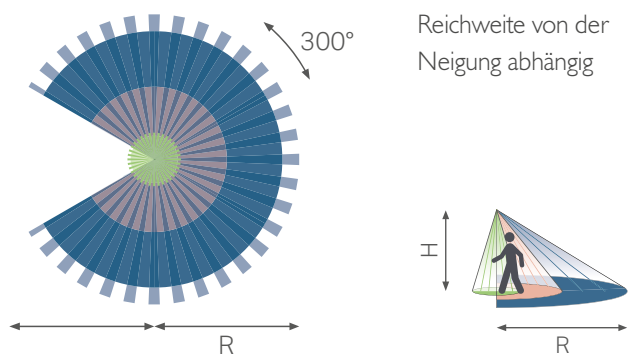 300°
Reichweite von der
Neigung abhängig
H
R
R